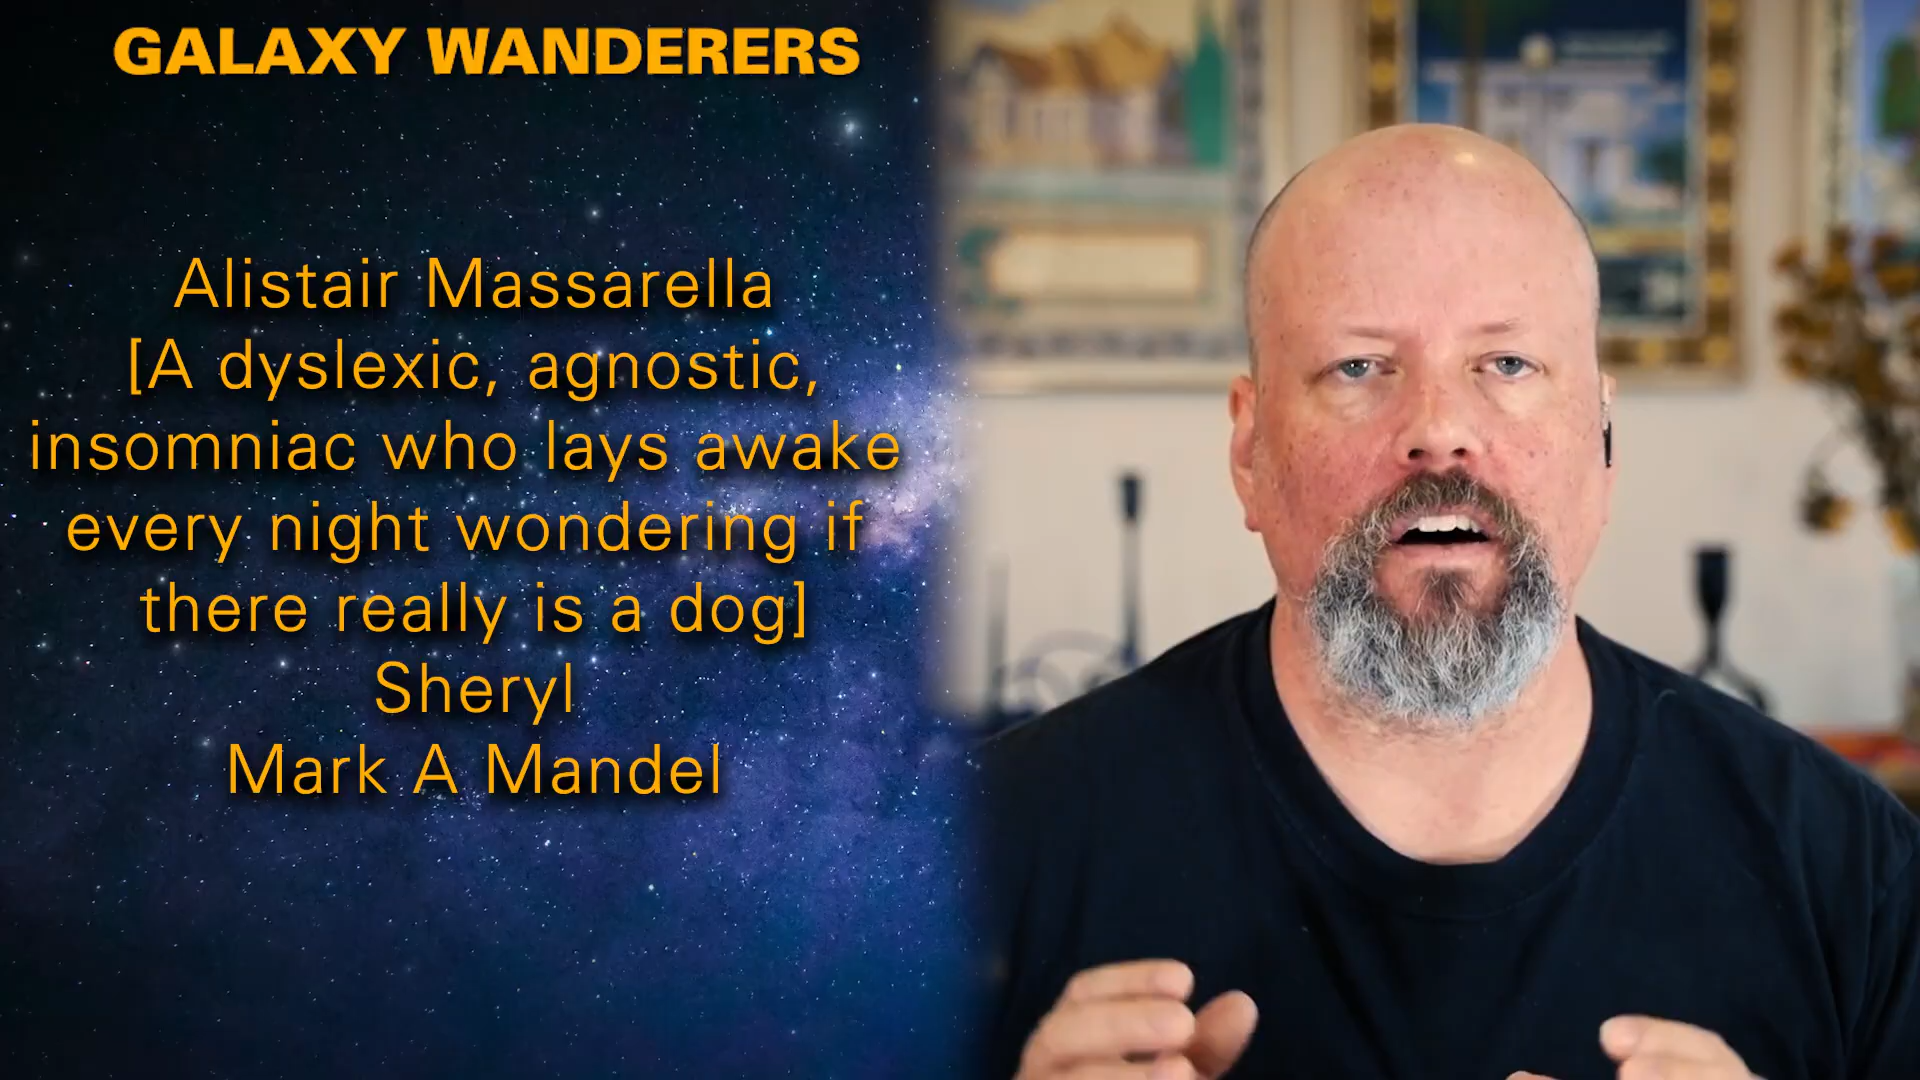 GALAXY WANDERERS
Alistair Massarella
[A dyslexic, agnostic,
insomniac who lays awake
every night wondering if
there really is a dog]
Sheryl
Mark A Mandel